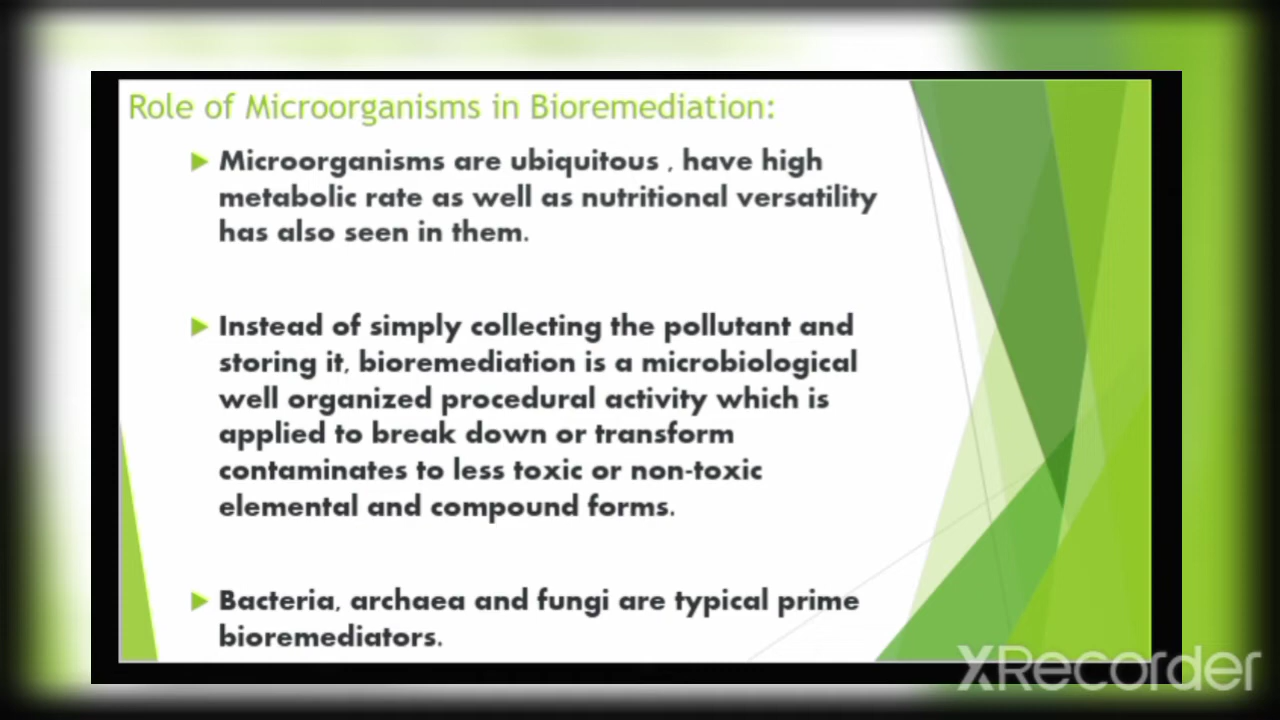 Role of Microorganisms in Bioremediation:
Microorganisms are ubiquitous , have high
metabolic rate as well as nutritional versatility
has also seen in them.
Instead of simply collecting the pollutant and
storing it, bioremediation is a microbiological
well organized procedural activity which is
applied to break down or transform
contaminates to less toxic or non-toxic
elemental and compound forms.
Bacteria, archaea and fungi are typical prime
bioremediators.
XRecorder